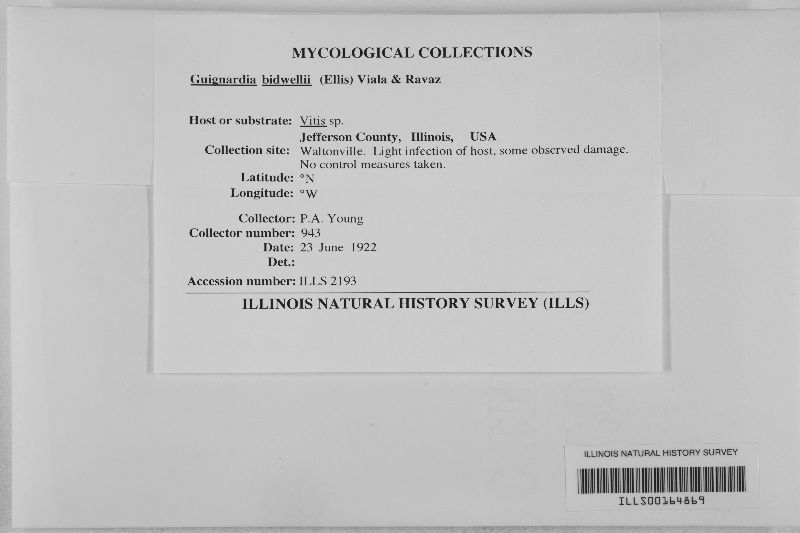 MYCOLOGICAL COLLECTIONS
Guignardia bidwellii (Ellis) Viala & Ravaz
Host or substrate: Vitis sp.
Jefferson County, Illinois, USA
Collection site: Waltonville. Light infection of host, some observed damage.
No control measures taken.
Latitude: °N
Longitude: °W
Collector: P.A. Young
Collector number: 943
Date: 23 June 1922
Det.:
Accession number: ILLS 2193
ILLINOIS NATURAL HISTORY SURVEY (ILLS)
ILLINOIS NATURAL HISTORY SURVEY
ILLS00164869